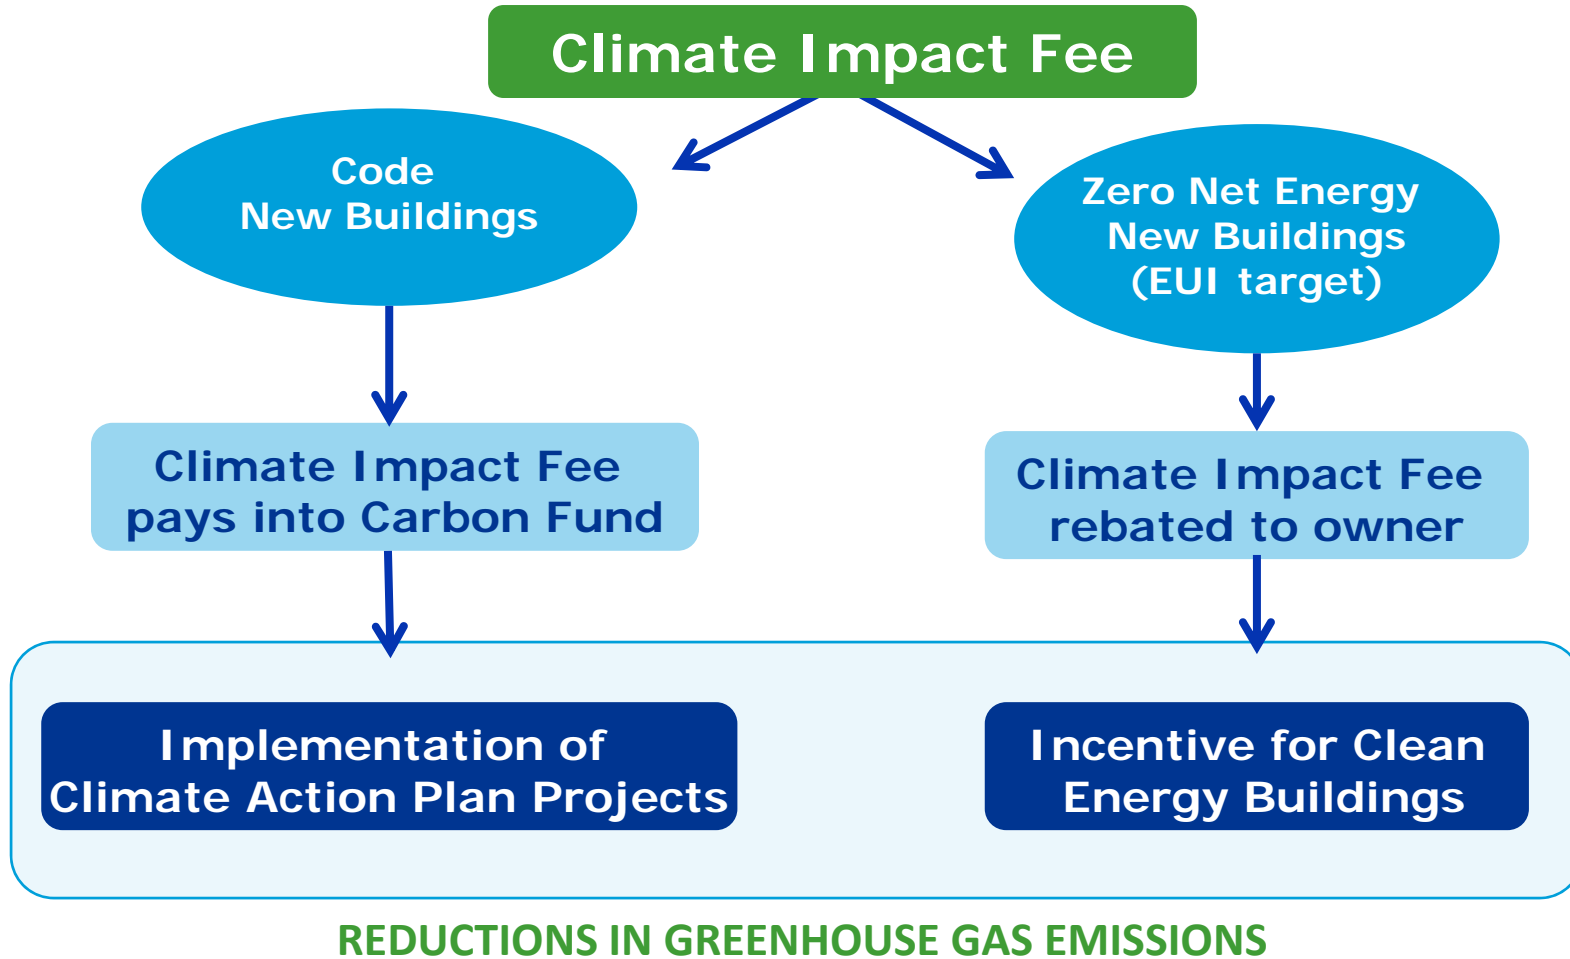 Climate Impact Fee
Code
New Buildings
Zero Net Energy
New Buildings
(EUI target)
Climate Impact Fee
pays into Carbon Fund
Climate Impact Fee
rebated to owner
Implementation of
Climate Action Plan Projects
Incentive for Clean
Energy Buildings
REDUCTIONS IN GREENHOUSE GAS EMISSIONS